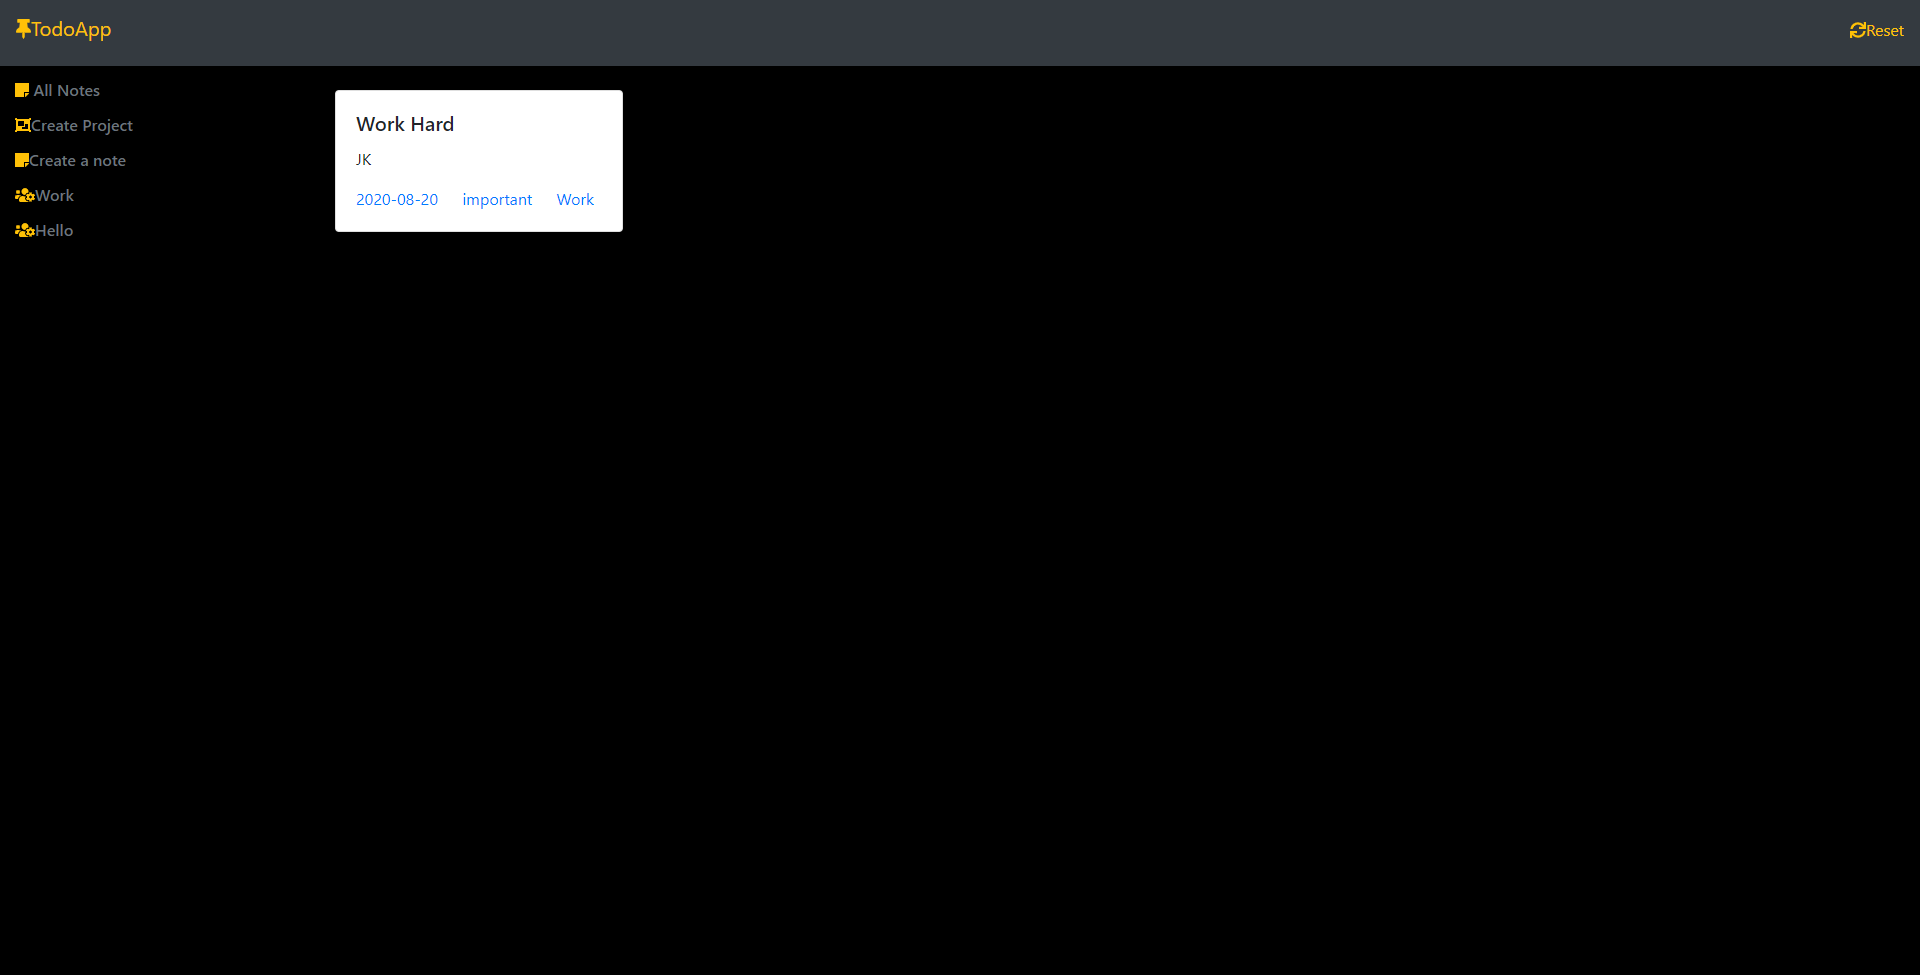 TodoApp
Reset
All Notes
Create Project
Create a note
Work
Hello
Work Hard
JK
2020-08-20 important Work